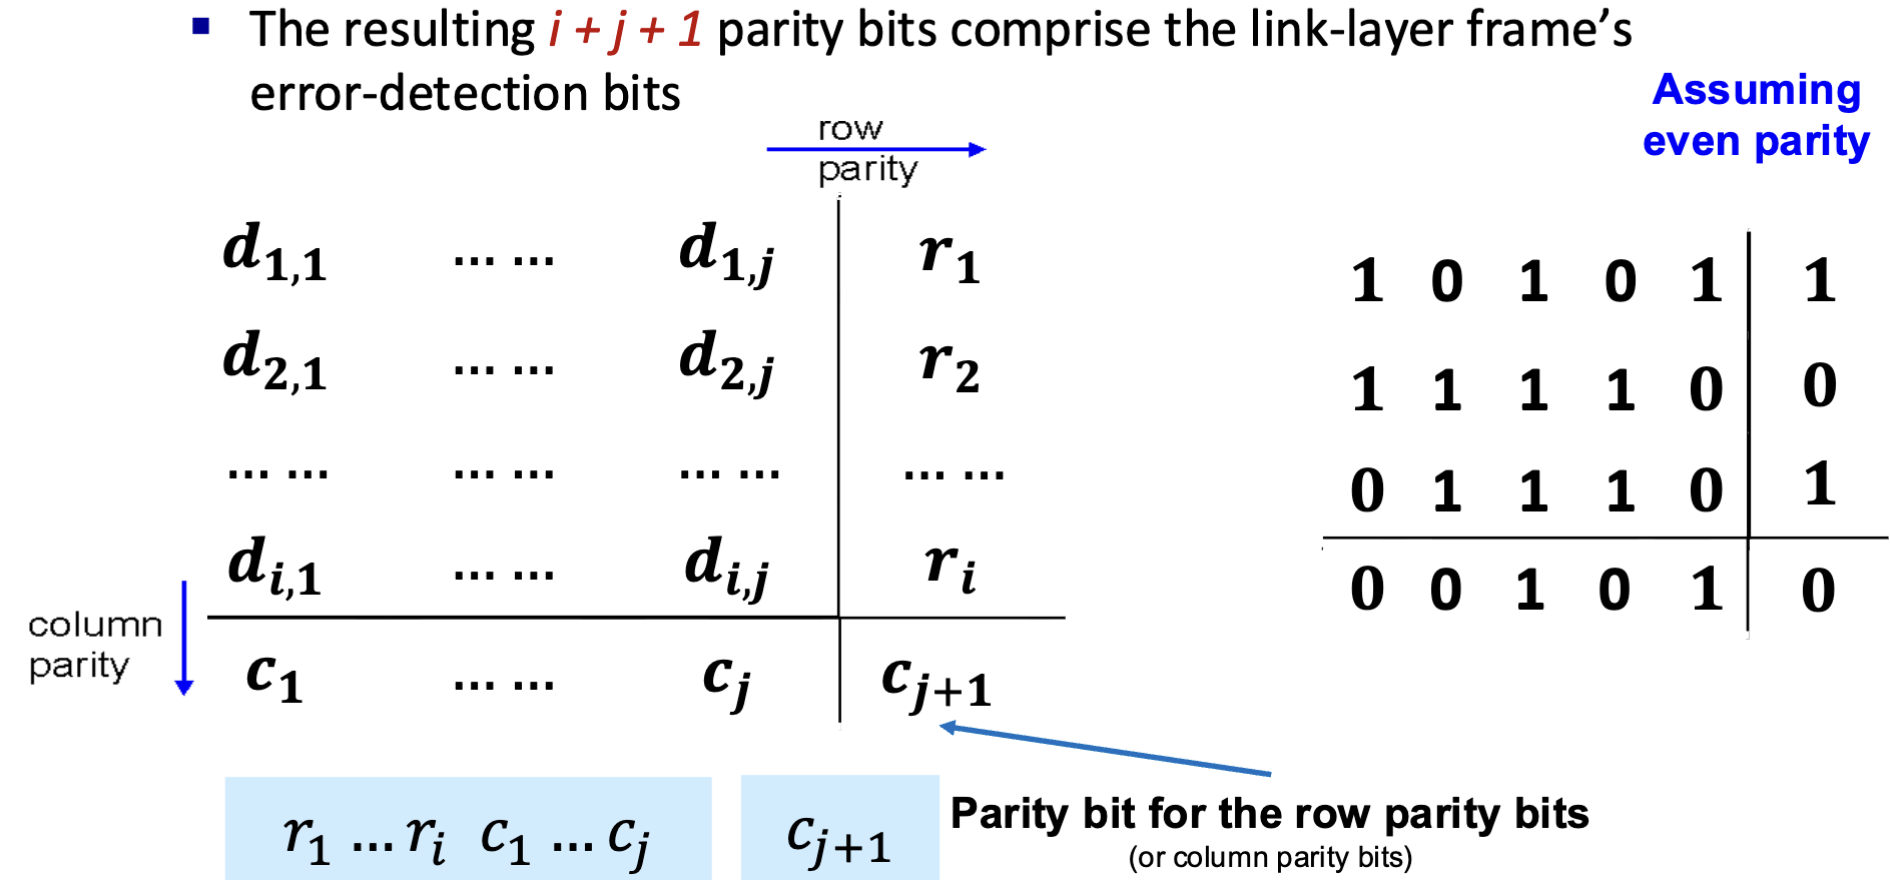 ▪ The resulting i + j + 1 parity bits comprise the link-layer frame’s
error-detection bits
Assuming
even parity
row
parity
d₁,₁ ... ... d₁,ⱼ r₁
d₂,₁ ... ... d₂,ⱼ r₂
... ... ... ... ... ... ... ...
dᵢ,₁ ... ... dᵢ,ⱼ rᵢ
column
parity
c₁ ... ... cⱼ cⱼ₊₁
1 0 1 0 1 1
1 1 1 1 0 0
0 1 1 1 0 1
0 0 1 0 1 0
r₁ ... rᵢ c₁ ... cⱼ cⱼ₊₁
Parity bit for the row parity bits
(or column parity bits)